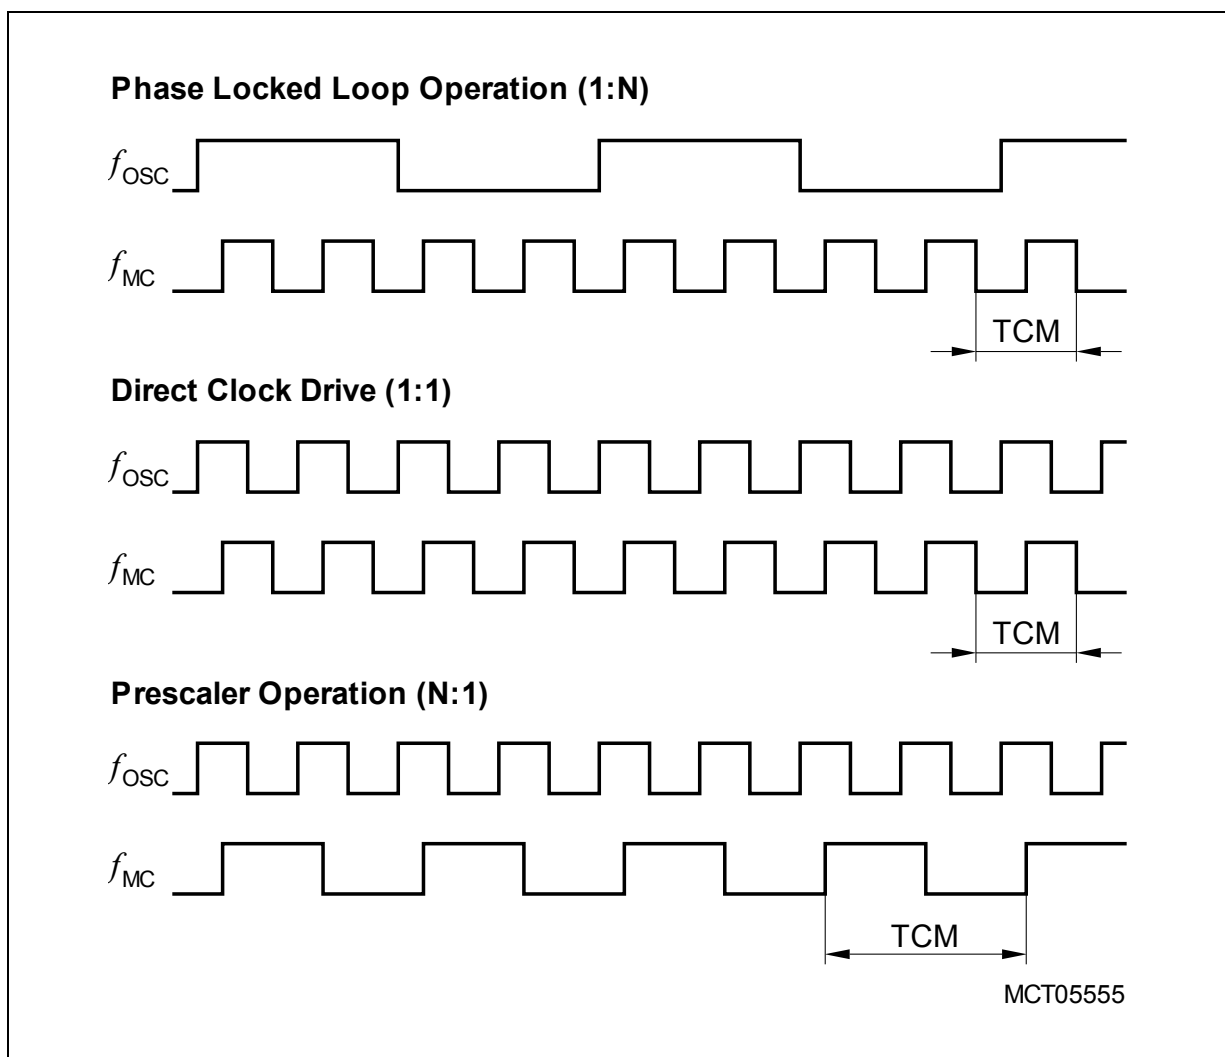 Phase Locked Loop Operation (1:N)
fOSC
fMC
TCM
Direct Clock Drive (1:1)
fOSC
fMC
TCM
Prescaler Operation (N:1)
fOSC
fMC
TCM
MCT05555